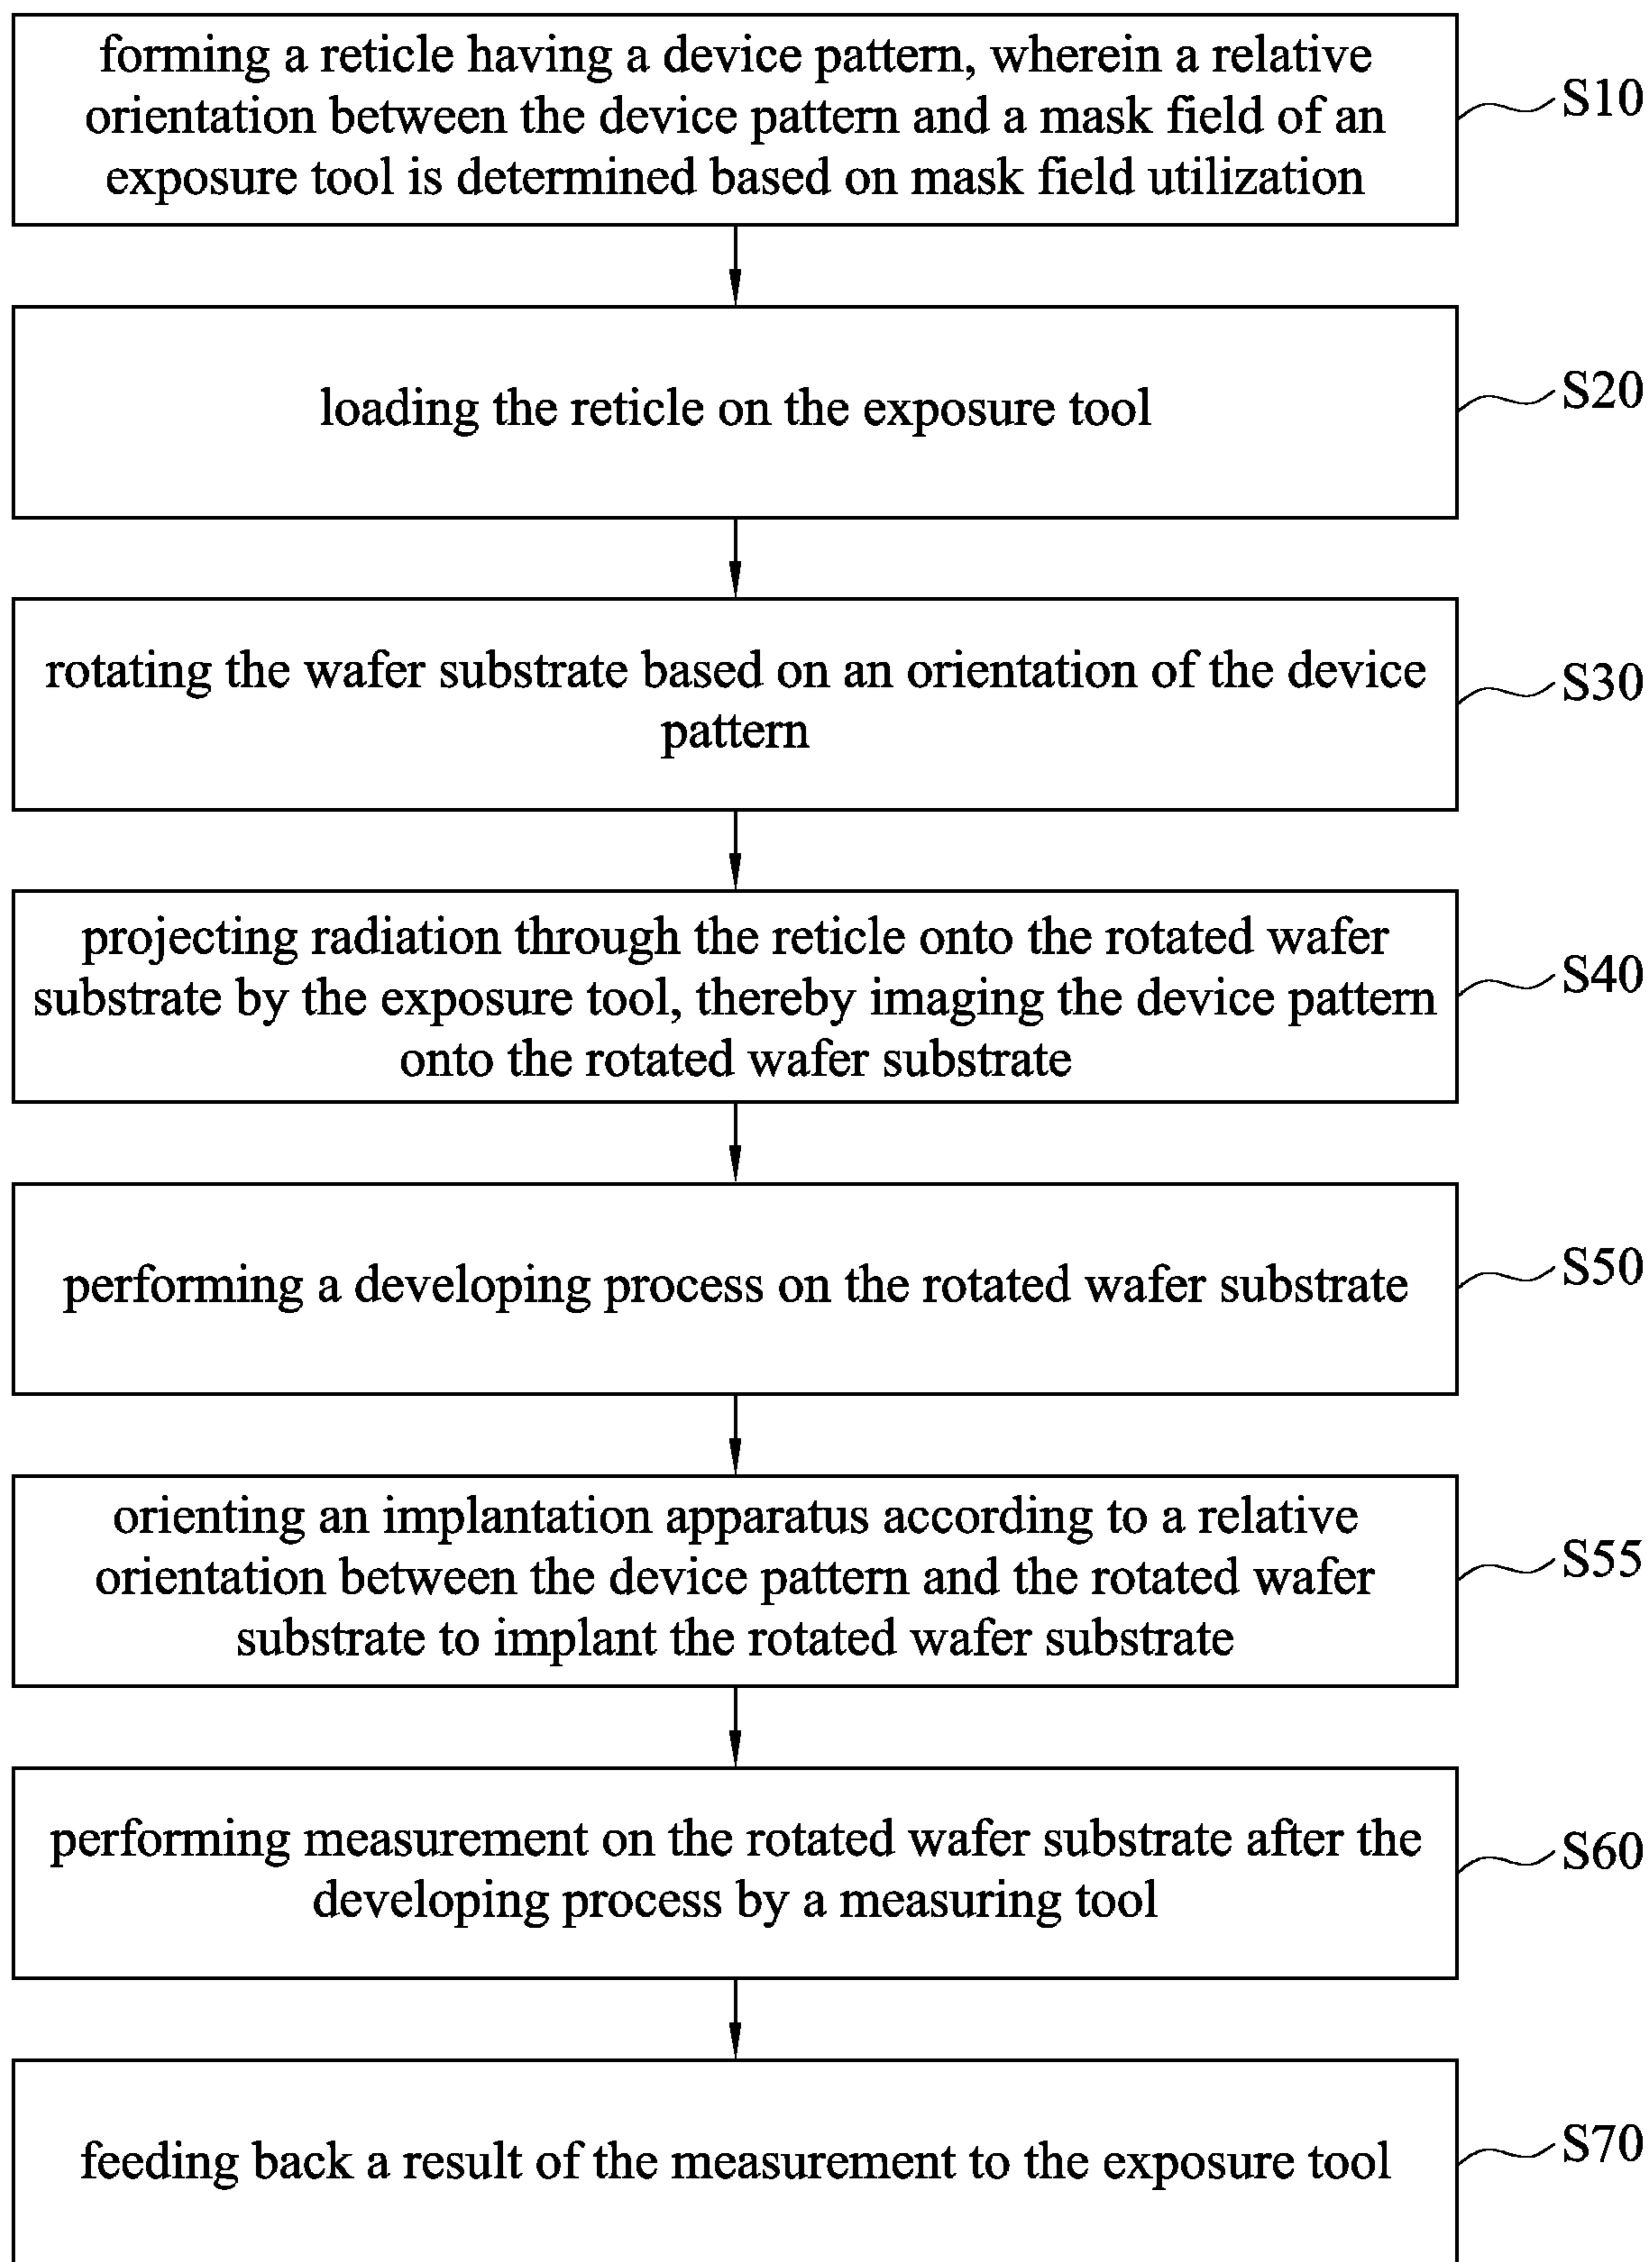 forming a reticle having a device pattern, wherein a relative
orientation between the device pattern and a mask field of an
exposure tool is determined based on mask field utilization
S10
loading the reticle on the exposure tool
S20
rotating the wafer substrate based on an orientation of the device
pattern
S30
projecting radiation through the reticle onto the rotated wafer
substrate by the exposure tool, thereby imaging the device pattern
onto the rotated wafer substrate
S40
performing a developing process on the rotated wafer substrate
S50
orienting an implantation apparatus according to a relative
orientation between the device pattern and the rotated wafer
substrate to implant the rotated wafer substrate
S55
performing measurement on the rotated wafer substrate after the
developing process by a measuring tool
S60
feeding back a result of the measurement to the exposure tool
S70